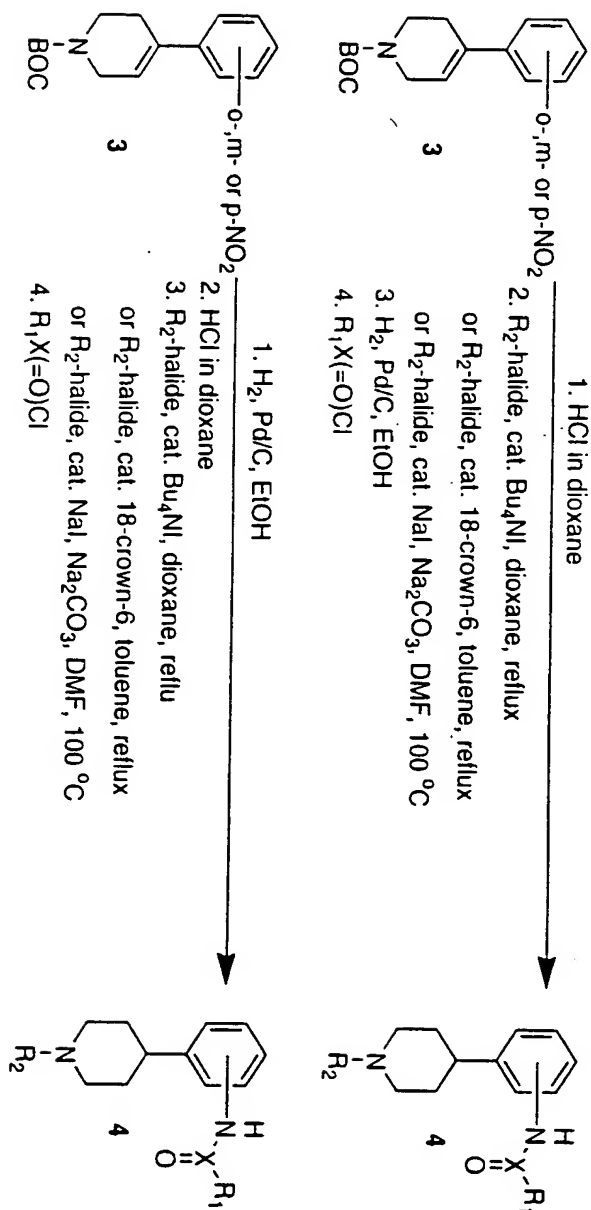 o-,m- or p-NO₂
N
BOC
3
1. HCl in dioxane
2. R₂-halide, cat. Bu₄NI, dioxane, reflux
or R₂-halide, cat. 18-crown-6, toluene, reflux
or R₂-halide, cat. NaI, Na₂CO₃, DMF, 100 °C
3. H₂, Pd/C, EtOH
4. R₁X(=O)Cl
H
N
X
R₁
O
N
R₂
4
o-,m- or p-NO₂
N
BOC
3
1. H₂, Pd/C, EtOH
2. HCl in dioxane
3. R₂-halide, cat. Bu₄NI, dioxane, reflu
or R₂-halide, cat. 18-crown-6, toluene, reflux
or R₂-halide, cat. NaI, Na₂CO₃, DMF, 100 °C
4. R₁X(=O)Cl
H
N
X
R₁
O
N
R₂
4